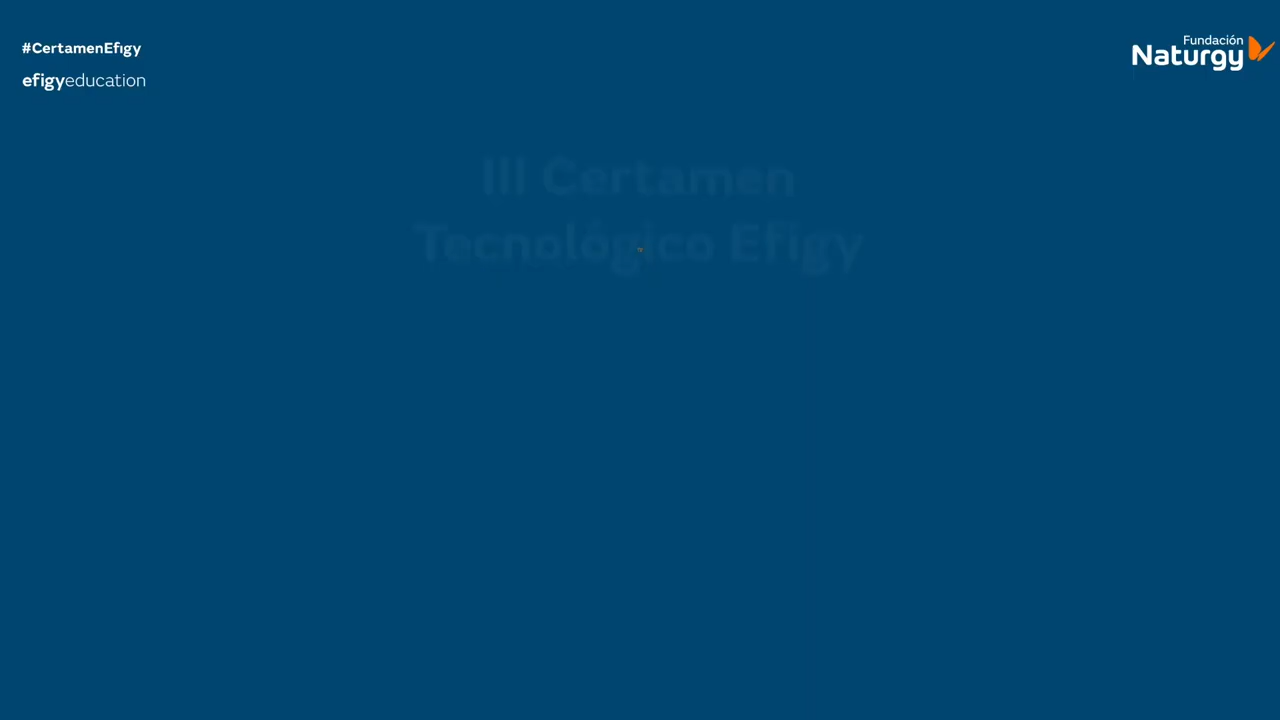 #CertamenEfigy
efigyeducation
Fundación
Naturgy
III Certamen
Tecnológico Efigy